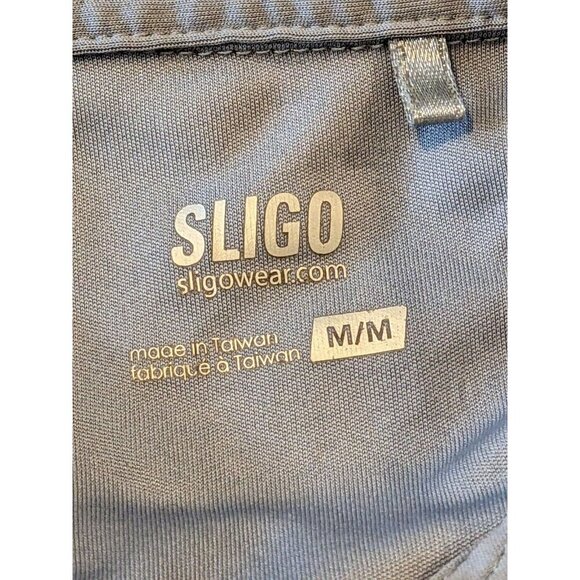 SLIGO
sligowear.com
made in Taiwan
fabriqué à Taiwan
M/M